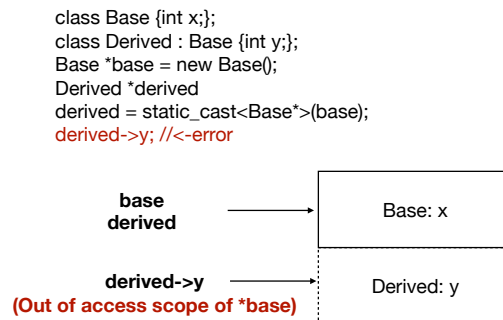 class Base {int x;};
class Derived : Base {int y;};
Base *base = new Base();
Derived *derived
derived = static_cast<Base*>(base);
derived->y; //<-error
base
derived
Base: x
derived->y
(Out of access scope of *base)
Derived: y